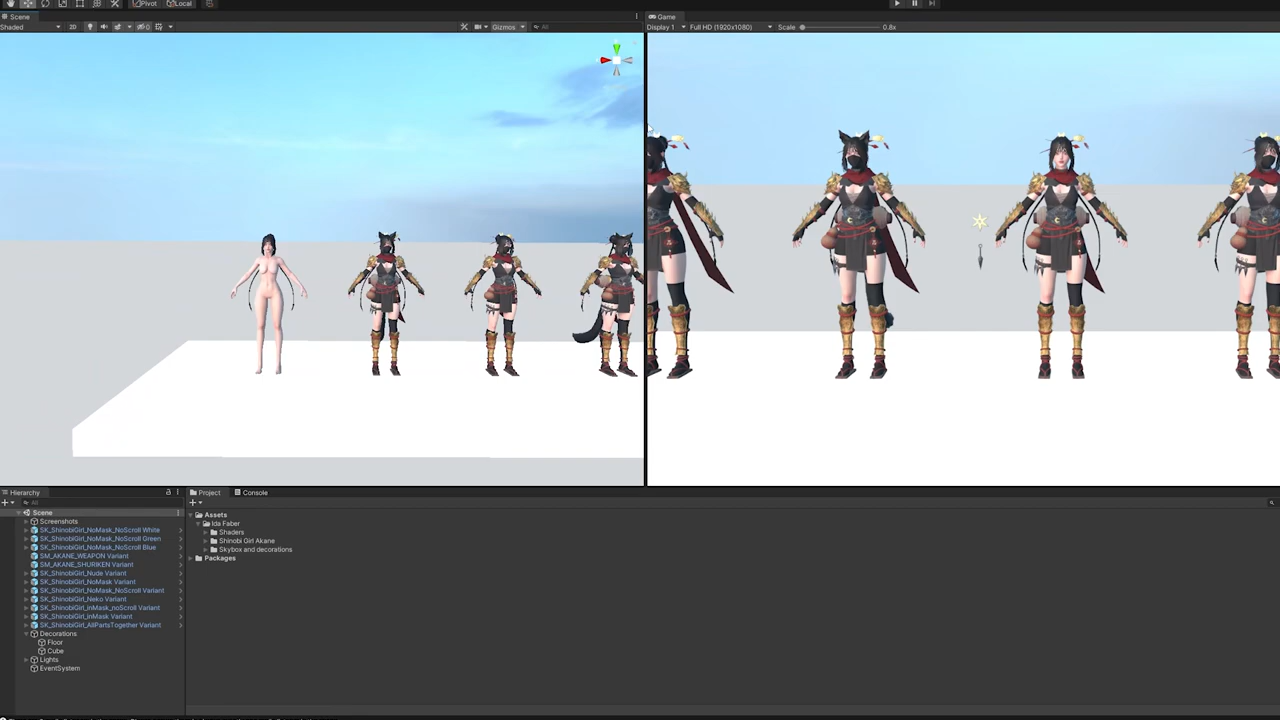 Pivot Local
Scene
Game
Shaded
2D
Gizmos
All
Display 1
Full HD (1920x1080)
Scale
0.8x
Hierarchy
Project
Console
All
Scene
Screenshots
SK_ShinobiGirl_NoMask_NoScroll White
SK_ShinobiGirl_NoMask_NoScroll Green
SK_ShinobiGirl_NoMask_NoScroll Blue
SM_AKANE_WEAPON Variant
SM_AKANE_SHURIKEN Variant
SK_ShinobiGirl_Nude Variant
SK_ShinobiGirl_NoMask Variant
SK_ShinobiGirl_NoMask_NoScroll Variant
SK_ShinobiGirl_Neko Variant
SK_ShinobiGirl_inMask_noScroll Variant
SK_ShinobiGirl_inMask Variant
SK_ShinobiGirl_AllPartsTogether Variant
Decorations
Floor
Cube
Lights
EventSystem
Assets
Ida Faber
Shaders
Shinobi Girl Akane
Skybox and decorations
Packages